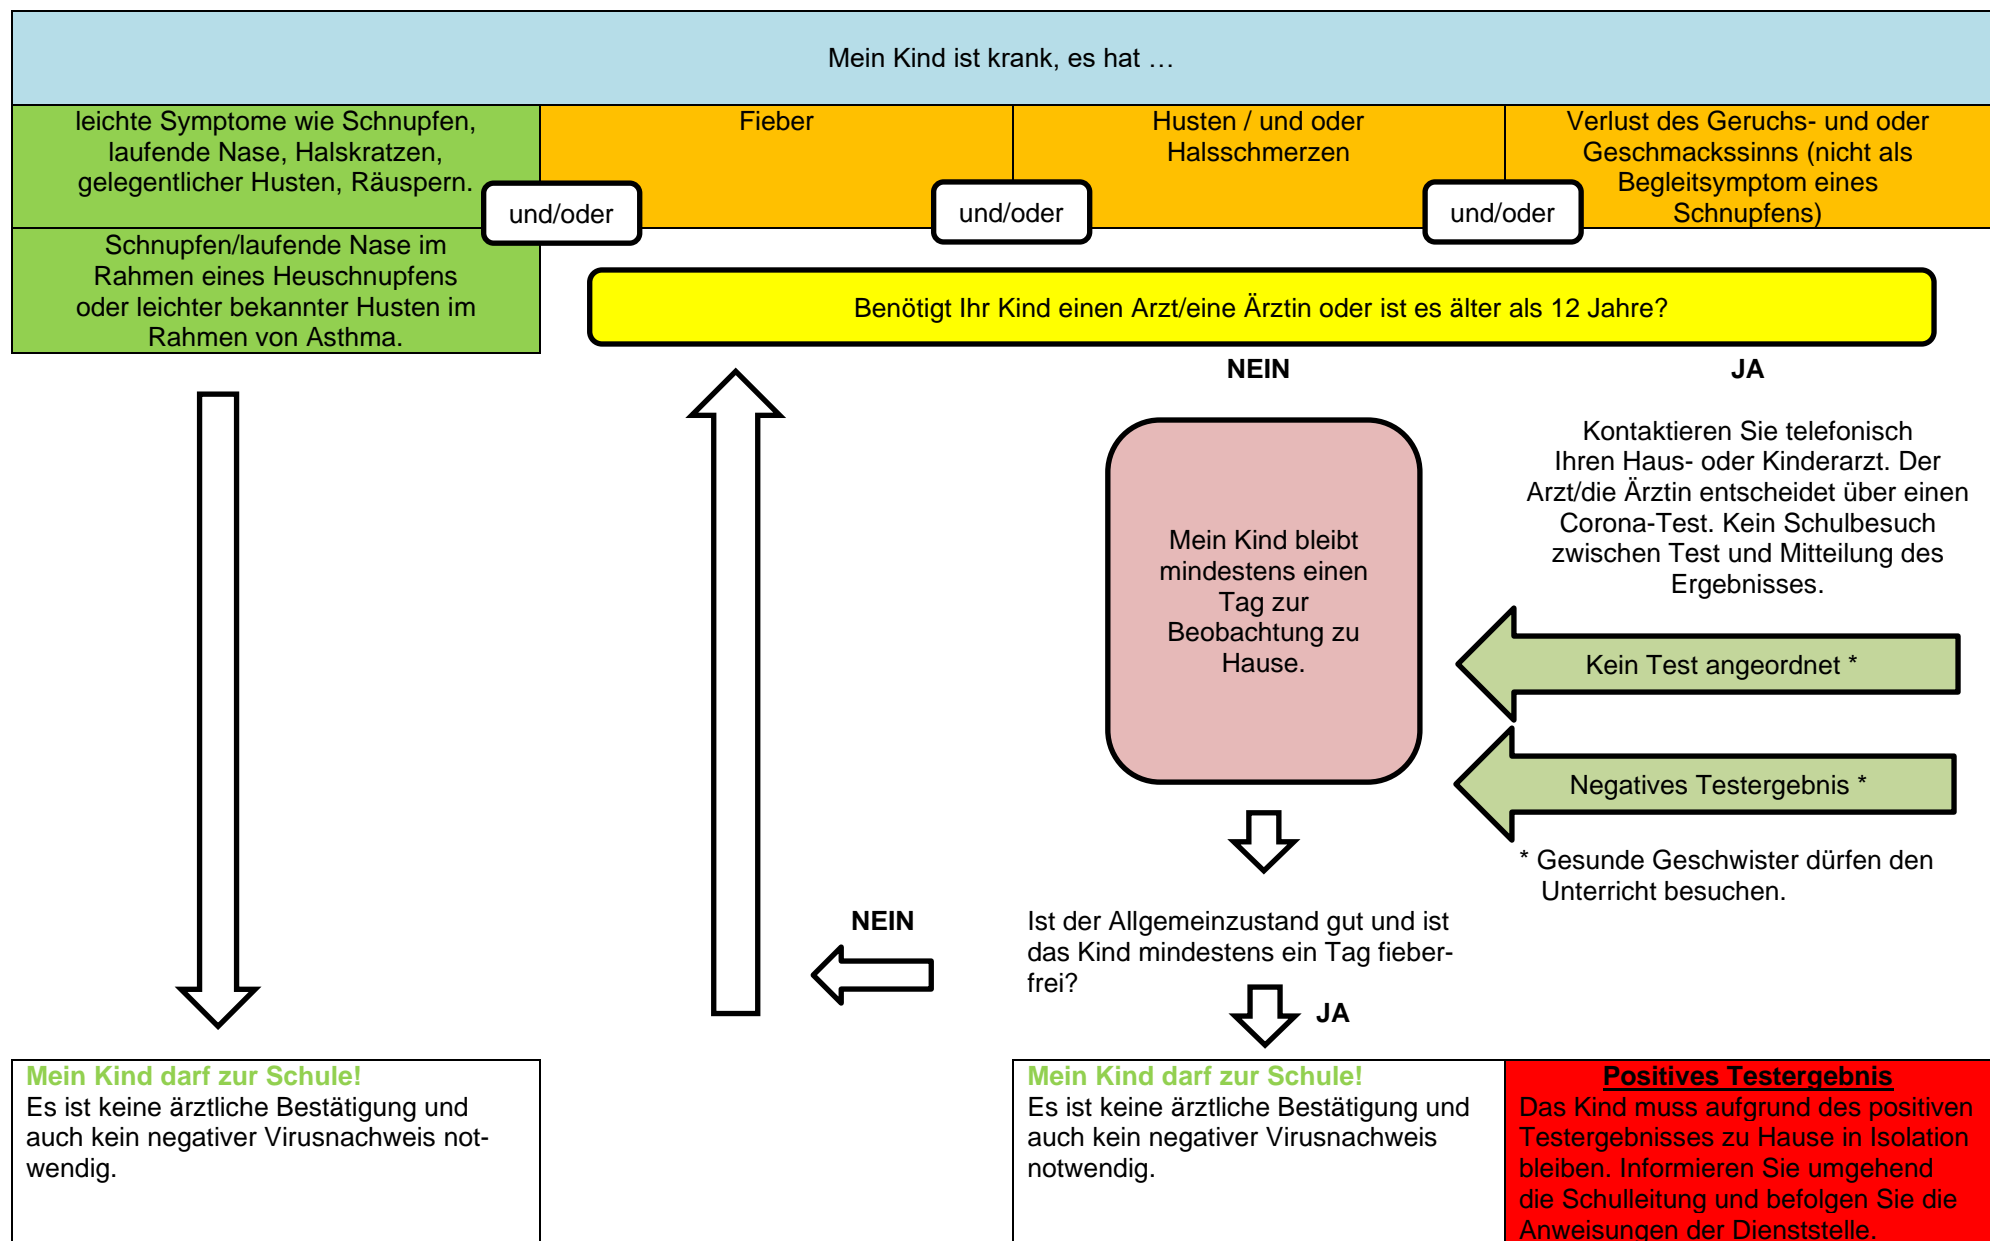 Mein Kind ist krank, es hat …
leichte Symptome wie Schnupfen,
laufende Nase, Halskratzen,
gelegentlicher Husten, Räuspern.
Fieber
Husten / und oder
Halsschmerzen
Verlust des Geruchs- und oder
Geschmackssinns (nicht als
Begleitsymptom eines
Schnupfens)
und/oder
und/oder
und/oder
Schnupfen/laufende Nase im
Rahmen eines Heuschnupfens
oder leichter bekannter Husten im
Rahmen von Asthma.
Benötigt Ihr Kind einen Arzt/eine Ärztin oder ist es älter als 12 Jahre?
NEIN
JA
Mein Kind bleibt
mindestens einen
Tag zur
Beobachtung zu
Hause.
Kontaktieren Sie telefonisch
Ihren Haus- oder Kinderarzt. Der
Arzt/die Ärztin entscheidet über einen
Corona-Test. Kein Schulbesuch
zwischen Test und Mitteilung des
Ergebnisses.
Kein Test angeordnet *
Negatives Testergebnis *
* Gesunde Geschwister dürfen den
Unterricht besuchen.
NEIN
Ist der Allgemeinzustand gut und ist
das Kind mindestens ein Tag fieber-
frei?
JA
Mein Kind darf zur Schule!
Es ist keine ärztliche Bestätigung und
auch kein negativer Virusnachweis not-
wendig.
Mein Kind darf zur Schule!
Es ist keine ärztliche Bestätigung und
auch kein negativer Virusnachweis
notwendig.
Positives Testergebnis
Das Kind muss aufgrund des positiven
Testergebnisses zu Hause in Isolation
bleiben. Informieren Sie umgehend
die Schulleitung und befolgen Sie die
Anweisungen der Dienststelle.